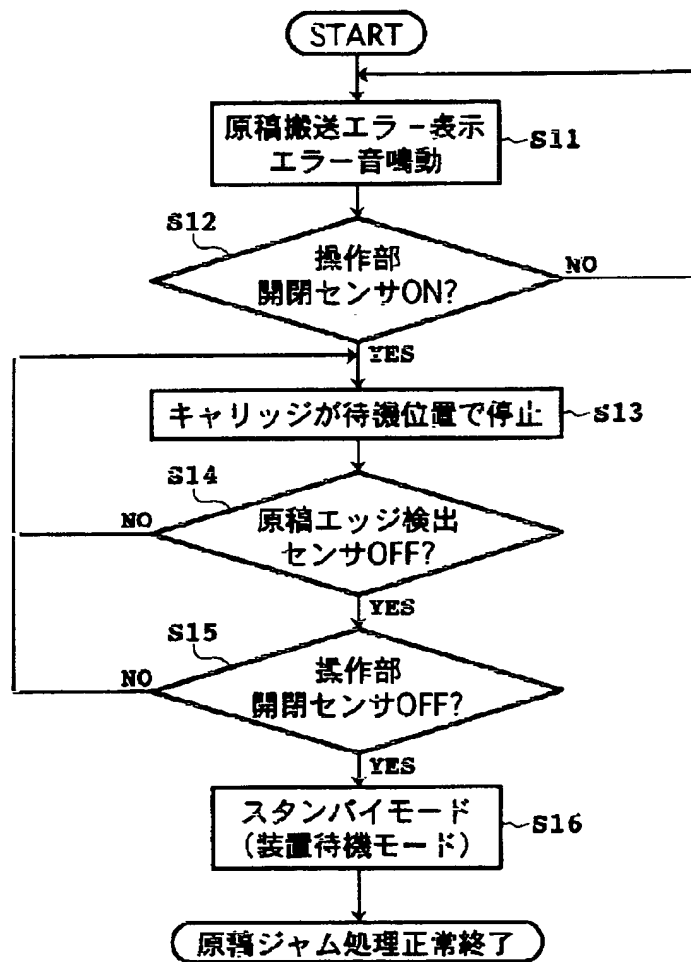 START
原稿搬送エラー表示
エラー音鳴動
S11
S12
操作部
開閉センサON?
NO
YES
キャリッジが待機位置で停止
S13
S14
原稿エッジ検出
センサOFF?
NO
YES
S15
操作部
開閉センサOFF?
NO
YES
スタンバイモード
（装置待機モード）
S16
原稿ジャム処理正常終了